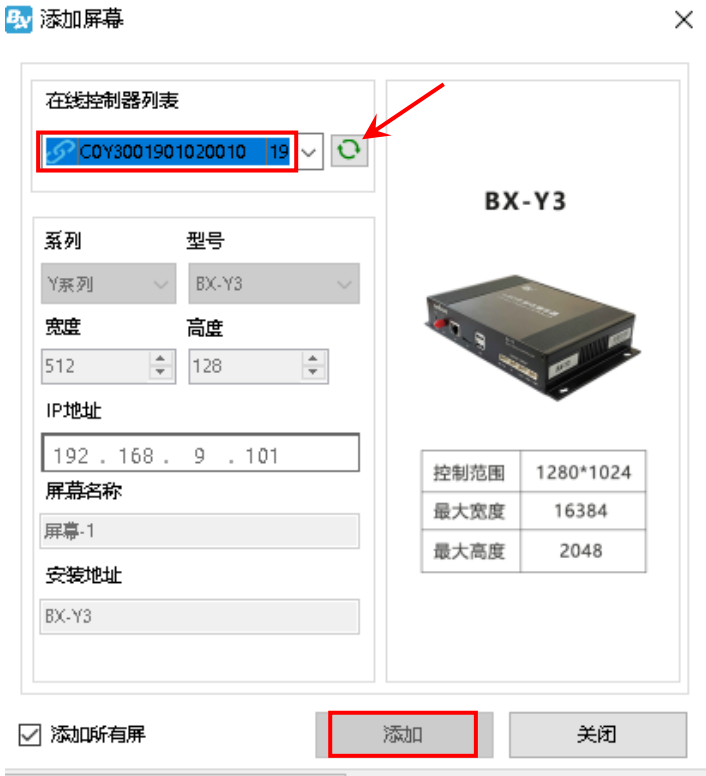 BX 添加屏幕
在线控制器列表
C0Y3001901020010 19
BX-Y3
系列 型号
Y系列 BX-Y3
宽度 高度
512 128
IP地址
192 . 168 . 9 . 101
屏幕名称
屏幕-1
安装地址
BX-Y3
控制范围 1280*1024
最大宽度 16384
最大高度 2048
添加所有屏 添加 关闭